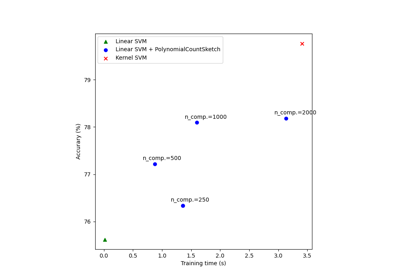 Linear SVM
Linear SVM + PolynomialCountSketch
Kernel SVM
79
78
77
76
Accurary (%)
n_comp.=2000
n_comp.=1000
n_comp.=500
n_comp.=250
0.0 0.5 1.0 1.5 2.0 2.5 3.0 3.5
Training time (s)